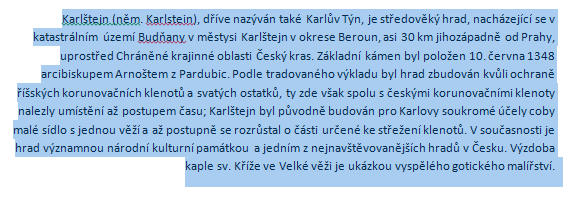 Karlštejn (něm. Karlstein), dříve nazýván také Karlův Týn, je středověký hrad, nacházející se v
katastrálním území Budňany v městysi Karlštejn v okrese Beroun, asi 30 km jihozápadně od Prahy,
uprostřed Chráněné krajinné oblasti Český kras. Základní kámen byl položen 10. června 1348
arcibiskupem Arnoštem z Pardubic. Podle tradovaného výkladu byl hrad zbudován kvůli ochraně
říšských korunovačních klenotů a svatých ostatků, ty zde však spolu s českými korunovačními klenoty
nalezly umístění až postupem času; Karlštejn byl původně budován pro Karlovy soukromé účely coby
malé sídlo s jednou věží a až postupně se rozrůstal o části určené ke střežení klenotů. V současnosti je
hrad významnou národní kulturní památkou a jedním z nejnavštěvovanějších hradů v Česku. Výzdoba
kaple sv. Kříže ve Velké věži je ukázkou vyspělého gotického malířství.